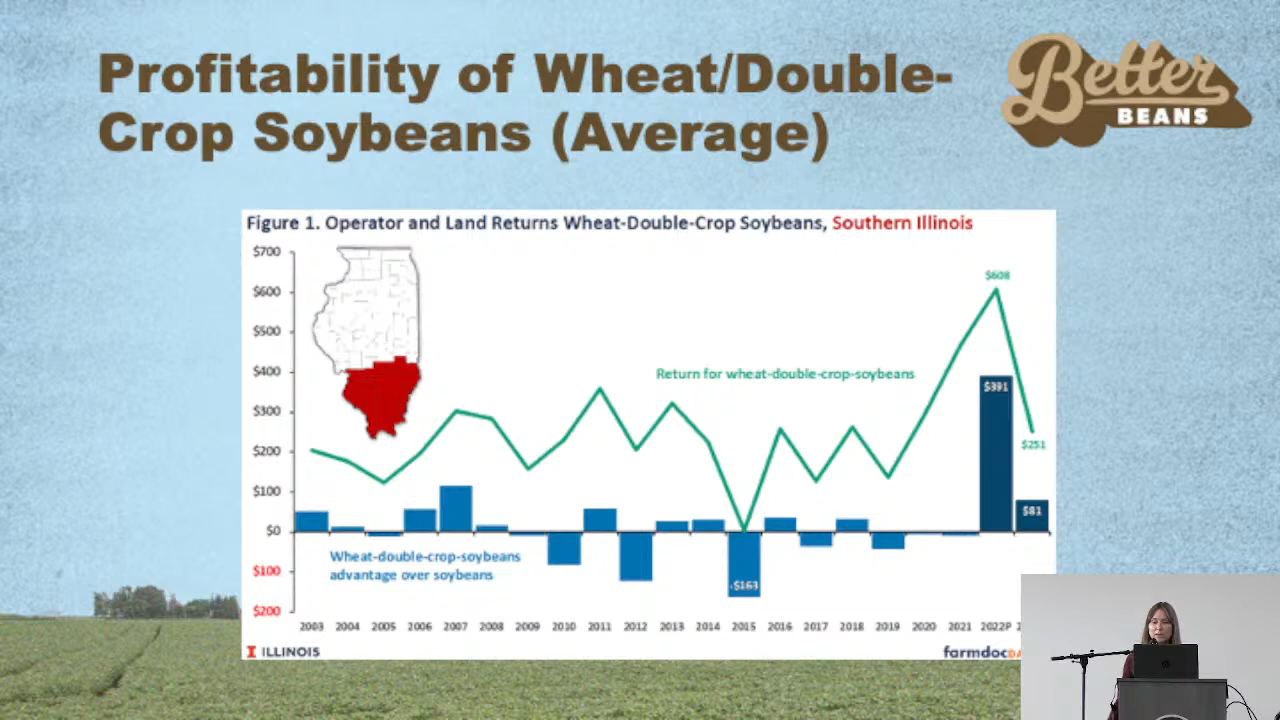 Profitability of Wheat/Double-
Crop Soybeans (Average)
Better
BEANS
Figure 1. Operator and Land Returns Wheat-Double-Crop Soybeans, Southern Illinois
$700
$600
$500
$400
$300
$200
$100
$0
$100
$200
$608
Return for wheat-double-crop-soybeans
$391
$251
$81
Wheat-double-crop-soybeans
advantage over soybeans
-$163
2003 2004 2005 2006 2007 2008 2009 2010 2011 2012 2013 2014 2015 2016 2017 2018 2019 2020 2021 2022P
I ILLINOIS
farmdocDA